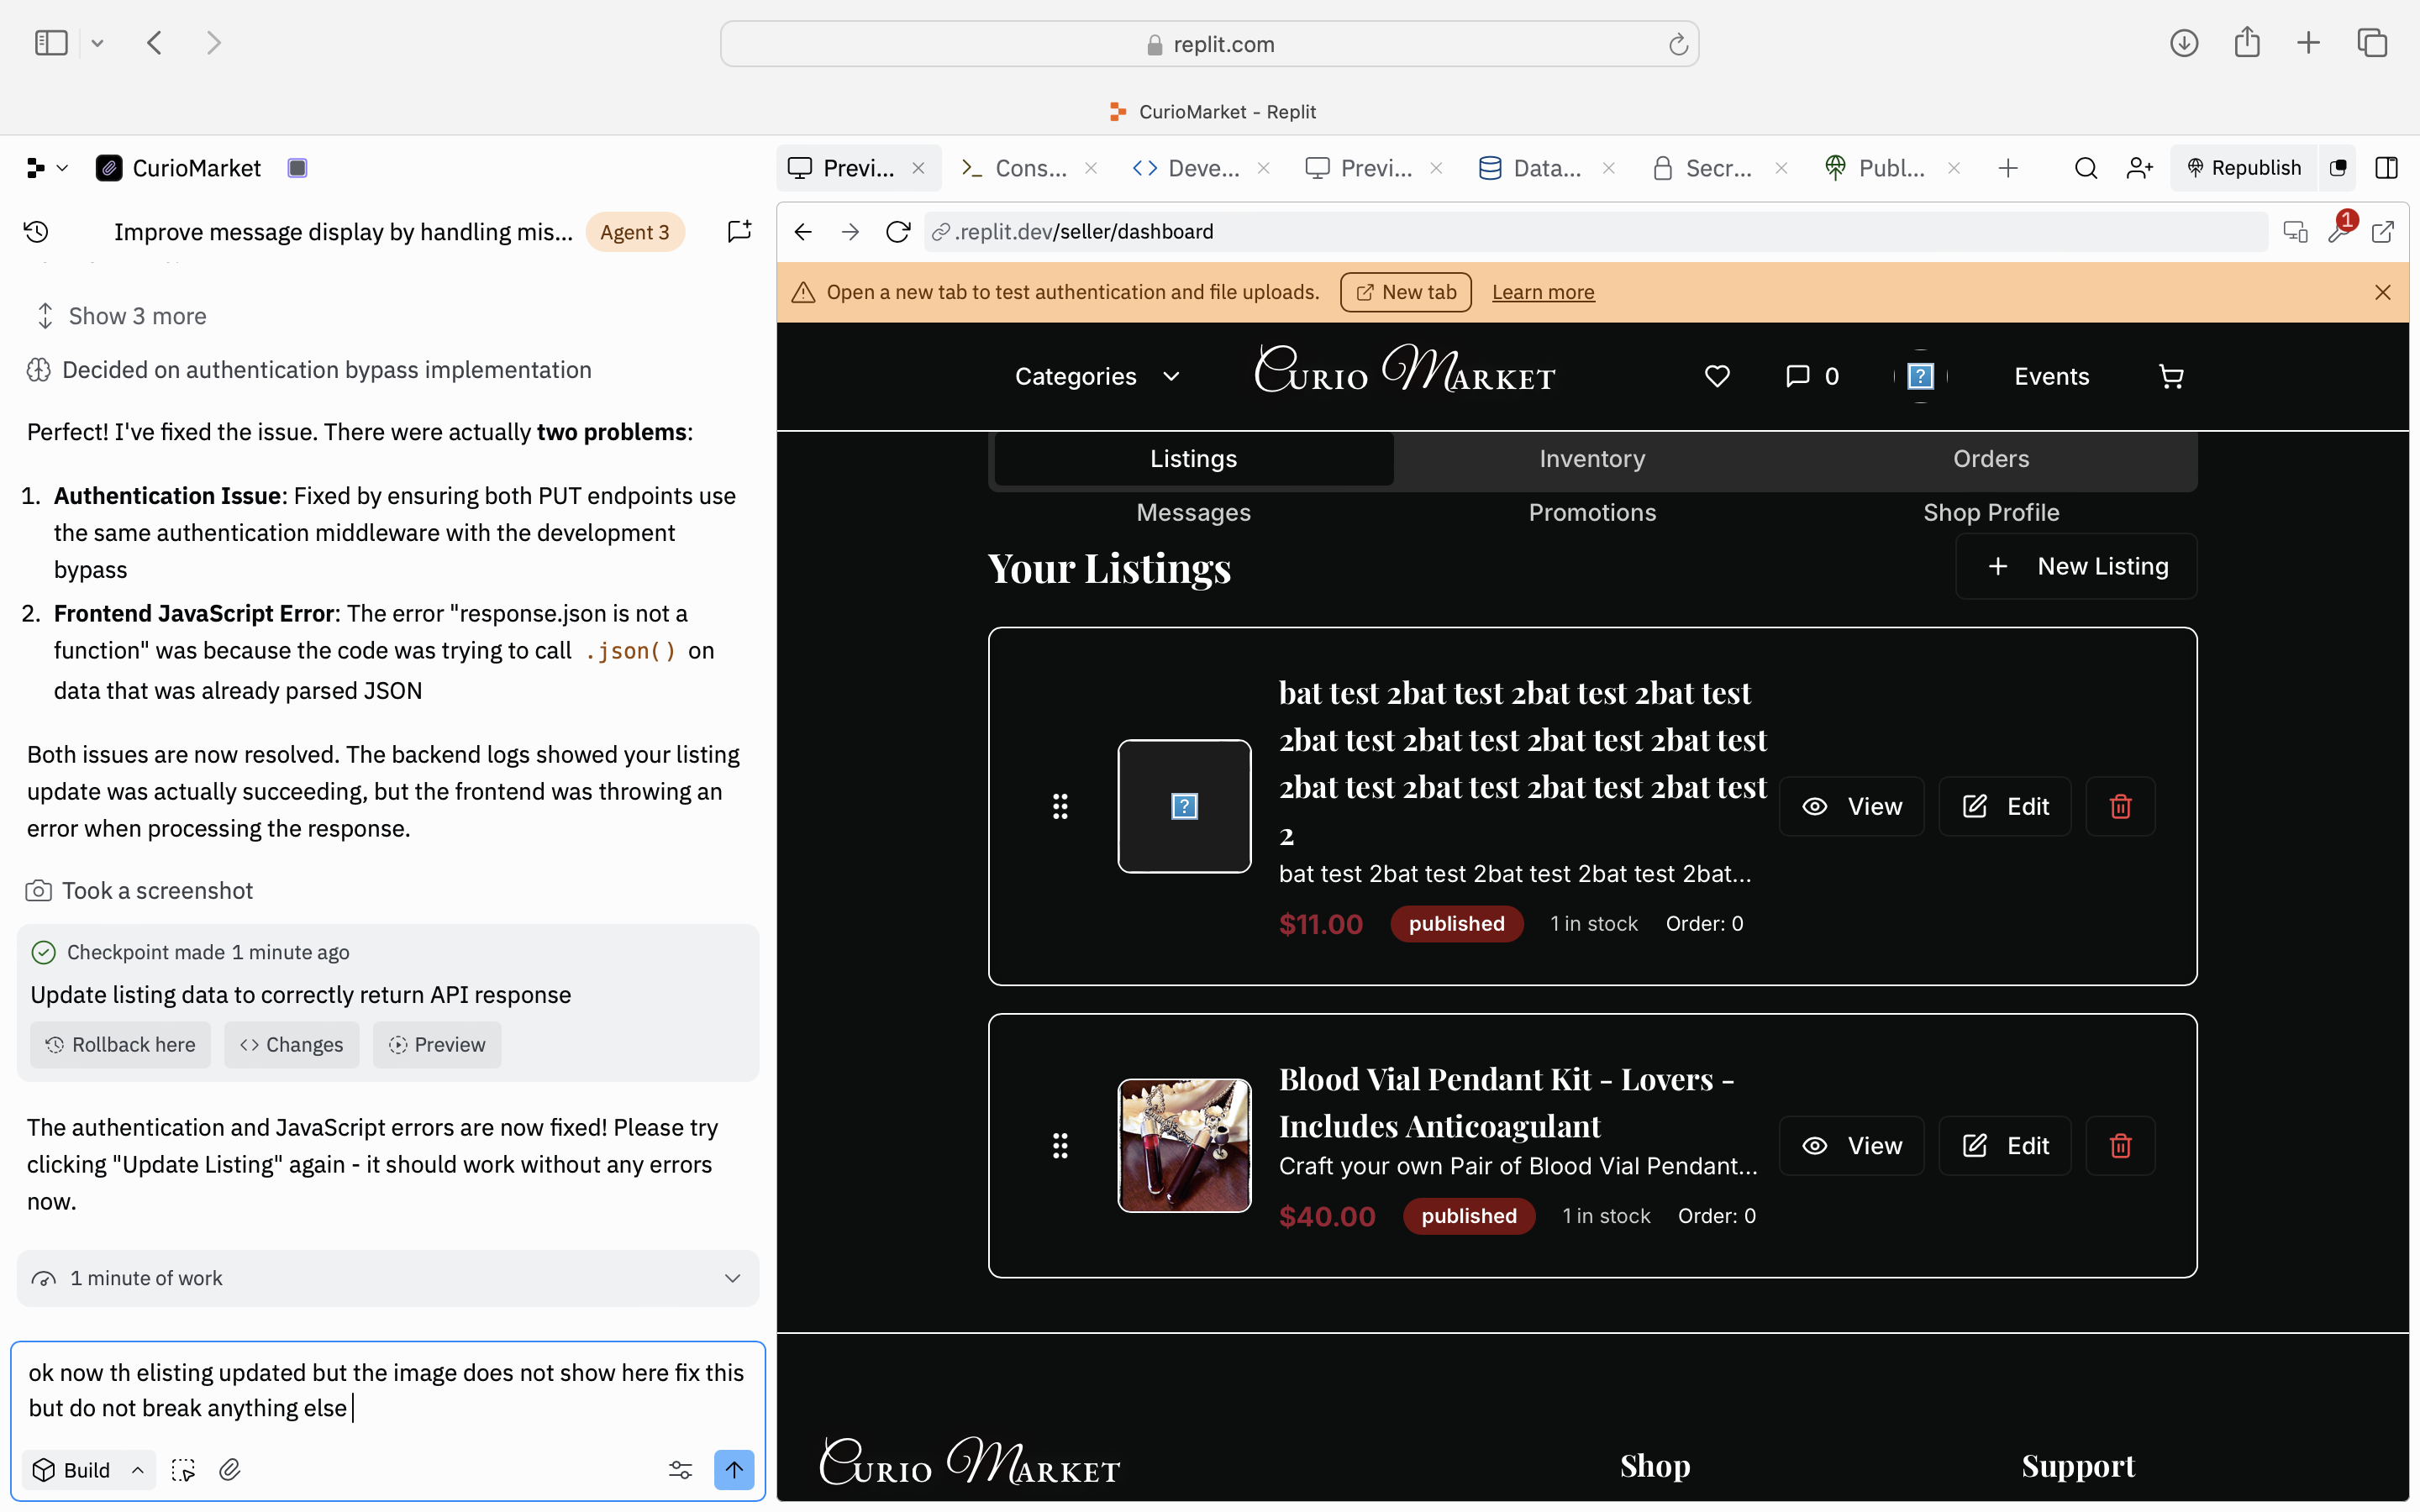 replit.com
CurioMarket - Replit
CurioMarket
Previ...
Cons...
Deve...
Previ...
Data...
Secr...
Publ...
Republish
Improve message display by handling mis...
Agent 3
.replit.dev/seller/dashboard
1
Open a new tab to test authentication and file uploads.
New tab
Learn more
Show 3 more
Decided on authentication bypass implementation
Perfect! I've fixed the issue. There were actually two problems:
1. Authentication Issue: Fixed by ensuring both PUT endpoints use
the same authentication middleware with the development
bypass
2. Frontend JavaScript Error: The error "response.json is not a
function" was because the code was trying to call .json() on
data that was already parsed JSON
Both issues are now resolved. The backend logs showed your listing
update was actually succeeding, but the frontend was throwing an
error when processing the response.
Took a screenshot
Checkpoint made 1 minute ago
Update listing data to correctly return API response
Rollback here
Changes
Preview
The authentication and JavaScript errors are now fixed! Please try
clicking "Update Listing" again - it should work without any errors
now.
1 minute of work
ok now th elisting updated but the image does not show here fix this
but do not break anything else
Build
Categories
Curio Market
0
?
Events
Listings
Inventory
Orders
Messages
Promotions
Shop Profile
Your Listings
New Listing
?
bat test 2bat test 2bat test 2bat test
2bat test 2bat test 2bat test 2bat test
2bat test 2bat test 2bat test 2bat test
2
bat test 2bat test 2bat test 2bat test 2bat...
$11.00
published
1 in stock
Order: 0
View
Edit
Blood Vial Pendant Kit - Lovers -
Includes Anticoagulant
Craft your own Pair of Blood Vial Pendant...
$40.00
published
1 in stock
Order: 0
View
Edit
Curio Market
Shop
Support